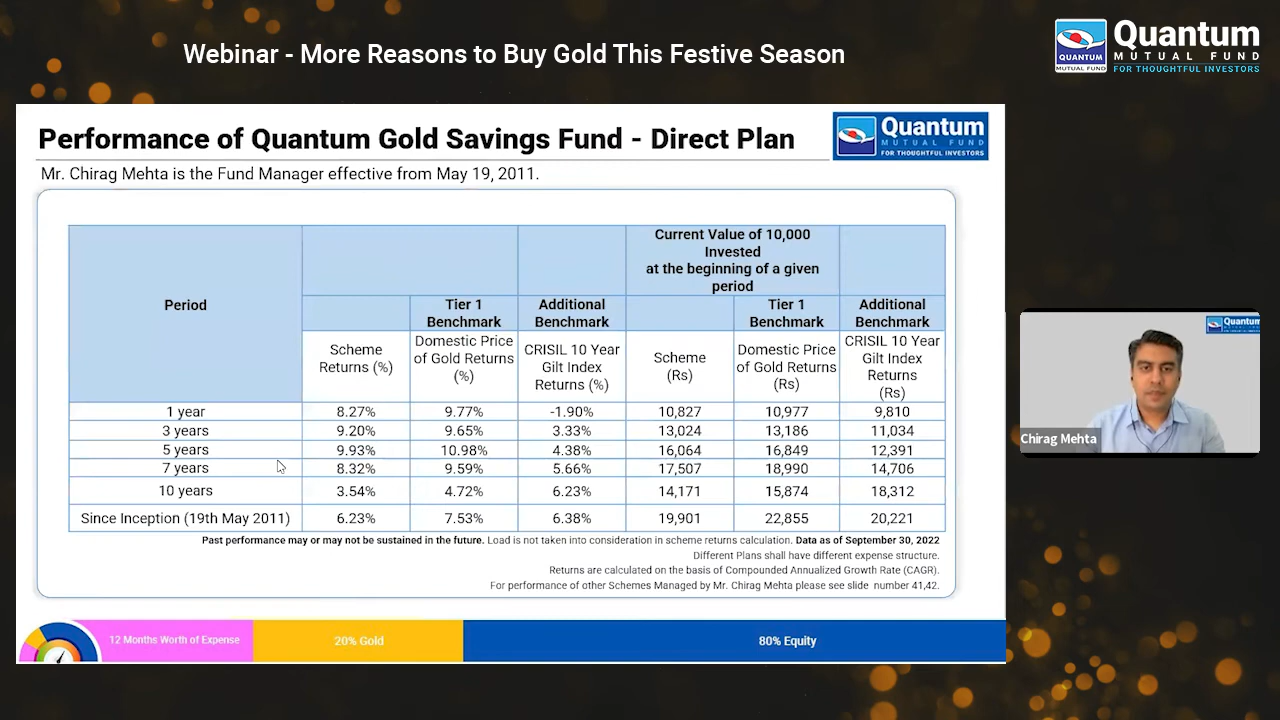 Webinar - More Reasons to Buy Gold This Festive Season
QUANTUM
MUTUAL FUND
Quantum
MUTUAL FUND
FOR THOUGHTFUL INVESTORS
Performance of Quantum Gold Savings Fund - Direct Plan
Quantum
MUTUAL FUND
FOR THOUGHTFUL INVESTORS
Mr. Chirag Mehta is the Fund Manager effective from May 19, 2011.
Period
Current Value of 10,000
Invested
at the beginning of a given
period
Tier 1
Benchmark
Additional
Benchmark
Tier 1
Benchmark
Additional
Benchmark
Scheme
Returns (%)
Domestic Price
of Gold Returns
(%)
CRISIL 10 Year
Gilt Index
Returns (%)
Scheme
(Rs)
Domestic Price
of Gold Returns
(Rs)
CRISIL 10 Year
Gilt Index
Returns
(Rs)
1 year 8.27% 9.77% -1.90% 10,827 10,977 9,810
3 years 9.20% 9.65% 3.33% 13,024 13,186 11,034
5 years 9.93% 10.98% 4.38% 16,064 16,849 12,391
7 years 8.32% 9.59% 5.66% 17,507 18,990 14,706
10 years 3.54% 4.72% 6.23% 14,171 15,874 18,312
Since Inception (19th May 2011) 6.23% 7.53% 6.38% 19,901 22,855 20,221
Past performance may or may not be sustained in the future. Load is not taken into consideration in scheme returns calculation. Data as of September 30, 2022
Different Plans shall have different expense structure.
Returns are calculated on the basis of Compounded Annualized Growth Rate (CAGR).
For performance of other Schemes Managed by Mr. Chirag Mehta please see slide number 41,42.
12 Months Worth of Expense
20% Gold
80% Equity
Quantum
Chirag Mehta